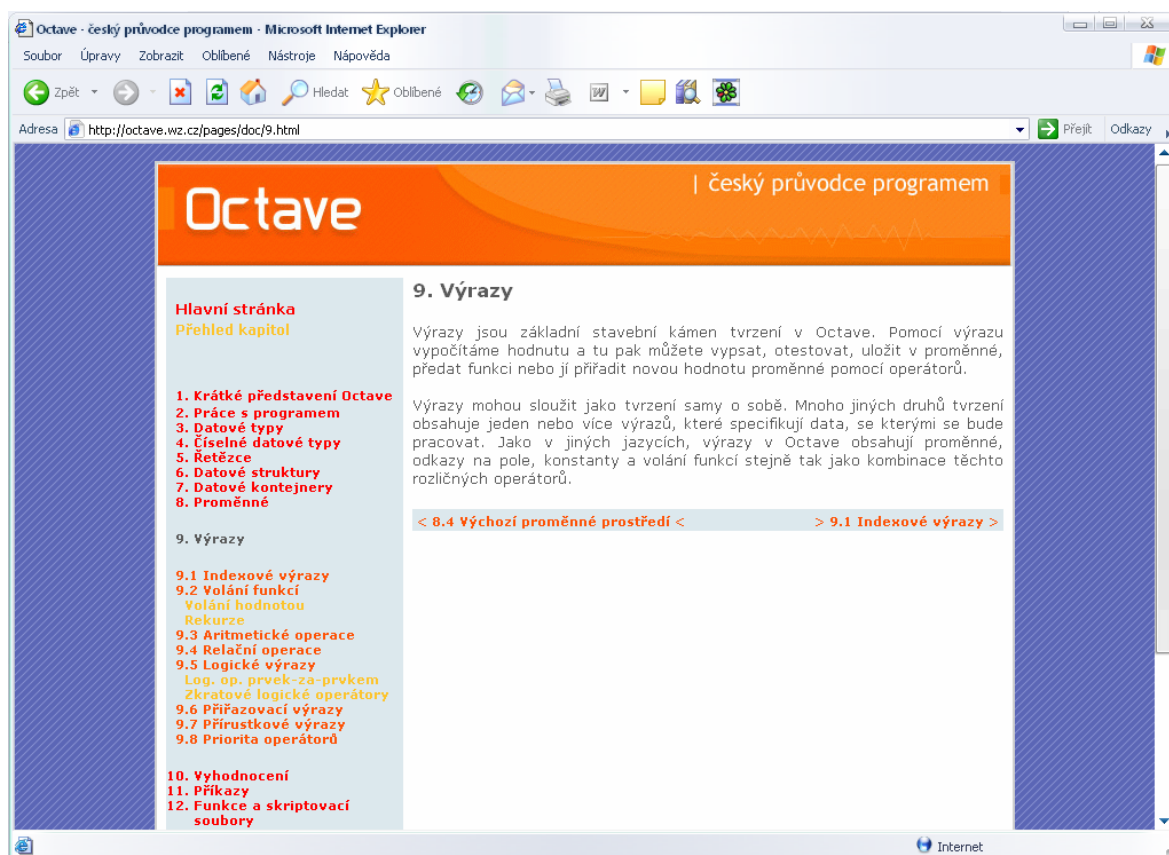 Octave - český průvodce programem - Microsoft Internet Explorer
Soubor Úpravy Zobrazit Oblíbené Nástroje Nápověda
Zpět Hledat Oblíbené
Adresa http://octave.wz.cz/pages/doc/9.html Přejít Odkazy
Octave
| český průvodce programem
Hlavní stránka
Přehled kapitol
1. Krátké představení Octave
2. Práce s programem
3. Datové typy
4. Číselné datové typy
5. Řetězce
6. Datové struktury
7. Datové kontejnery
8. Proměnné
9. Výrazy
9.1 Indexové výrazy
9.2 Volání funkcí
Volání hodnotou
Rekurze
9.3 Aritmetické operace
9.4 Relační operace
9.5 Logické výrazy
Log. op. prvek-za-prvkem
Zkratové logické operátory
9.6 Přiřazovací výrazy
9.7 Přírustkové výrazy
9.8 Priorita operátorů
10. Vyhodnocení
11. Příkazy
12. Funkce a skriptovací
soubory
9. Výrazy
Výrazy jsou základní stavební kámen tvrzení v Octave. Pomocí výrazu
vypočítáme hodnutu a tu pak můžete vypsat, otestovat, uložit v proměnné,
předat funkci nebo jí přiřadit novou hodnotu proměnné pomocí operátorů.
Výrazy mohou sloužit jako tvrzení samy o sobě. Mnoho jiných druhů tvrzení
obsahuje jeden nebo více výrazů, které specifikují data, se kterými se bude
pracovat. Jako v jiných jazycích, výrazy v Octave obsahují proměnné,
odkazy na pole, konstanty a volání funkcí stejně tak jako kombinace těchto
rozličných operátorů.
< 8.4 Výchozí proměnné prostředí < > 9.1 Indexové výrazy >
Internet